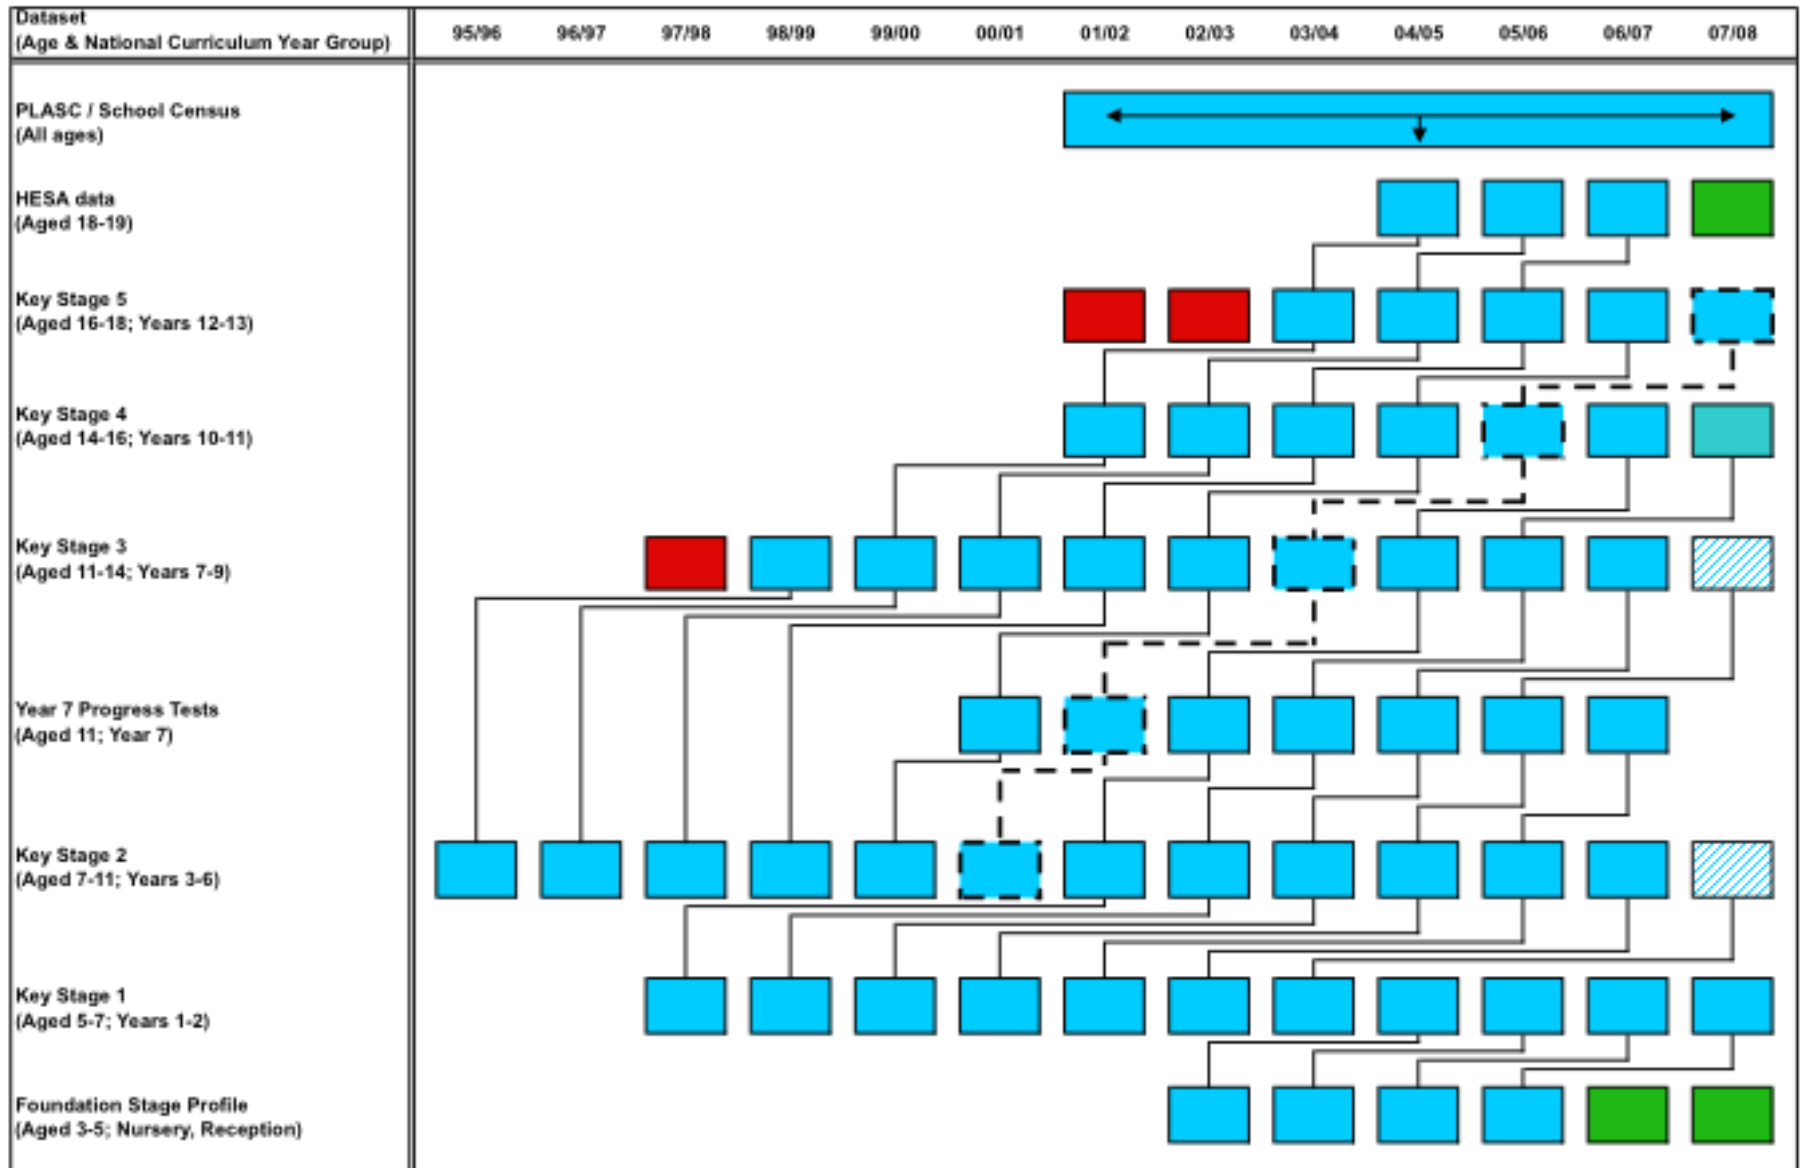 Dataset
(Age & National Curriculum Year Group)
95/96 96/97 97/98 98/99 99/00 00/01 01/02 02/03 03/04 04/05 05/06 06/07 07/08
PLASC / School Census
(All ages)
HESA data
(Aged 18-19)
Key Stage 5
(Aged 16-18; Years 12-13)
Key Stage 4
(Aged 14-16; Years 10-11)
Key Stage 3
(Aged 11-14; Years 7-9)
Year 7 Progress Tests
(Aged 11; Year 7)
Key Stage 2
(Aged 7-11; Years 3-6)
Key Stage 1
(Aged 5-7; Years 1-2)
Foundation Stage Profile
(Aged 3-5; Nursery, Reception)